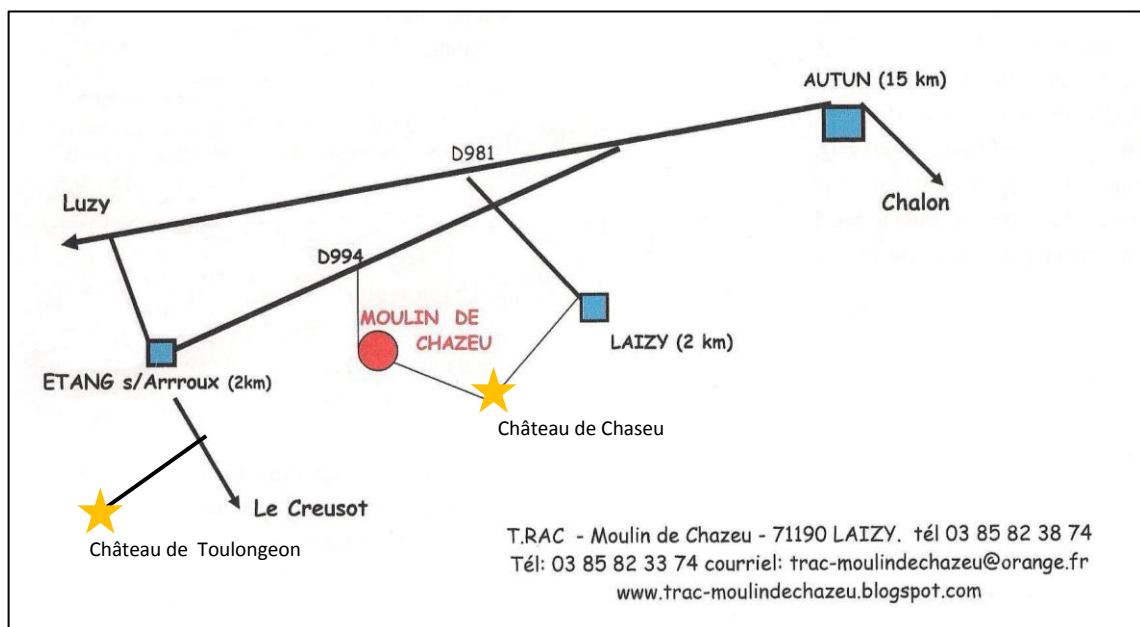 AUTUN (15 km)
D981
Luzy
Chalon
D994
MOULIN DE
CHAZEU
LAIZY (2 km)
ETANG s/Arrroux (2km)
Château de Chaseu
Le Creusot
Château de Toulongeon
T.RAC - Moulin de Chazeu - 71190 LAIZY. tél 03 85 82 38 74
Tél: 03 85 82 33 74 courriel: trac-moulindechazeu@orange.fr
www.trac-moulindechazeu.blogspot.com